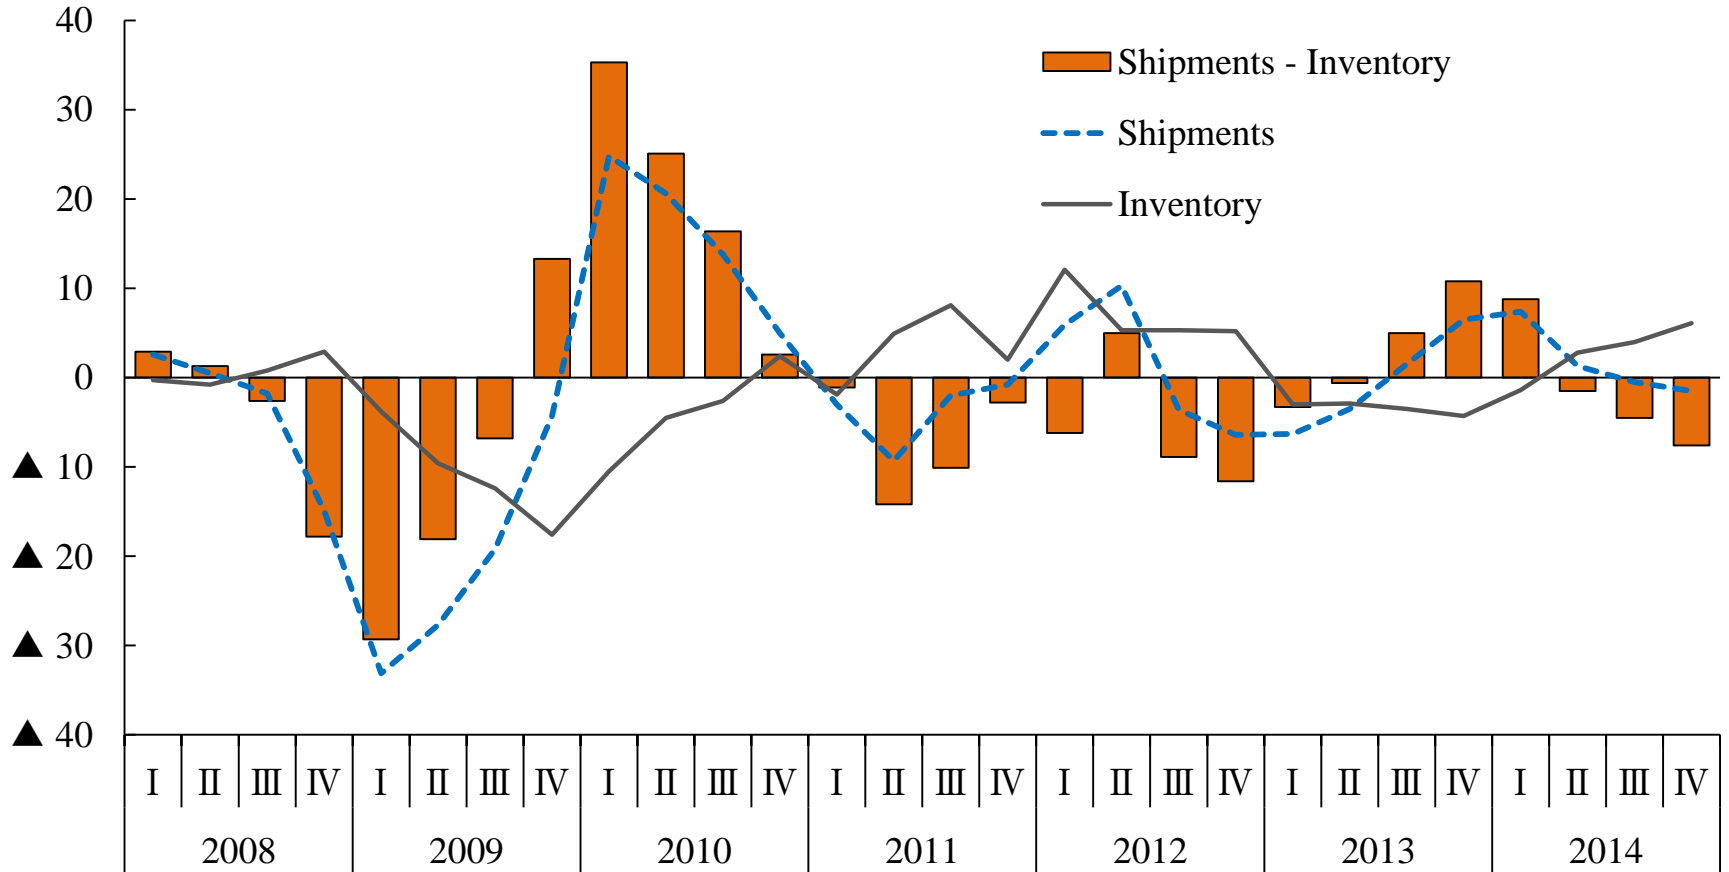 40
30
20
10
0
▲ 10
▲ 20
▲ 30
▲ 40
Shipments - Inventory
Shipments
Inventory
Ⅰ Ⅱ Ⅲ Ⅳ Ⅰ Ⅱ Ⅲ Ⅳ Ⅰ Ⅱ Ⅲ Ⅳ Ⅰ Ⅱ Ⅲ Ⅳ Ⅰ Ⅱ Ⅲ Ⅳ Ⅰ Ⅱ Ⅲ Ⅳ Ⅰ Ⅱ Ⅲ Ⅳ
2008 2009 2010 2011 2012 2013 2014